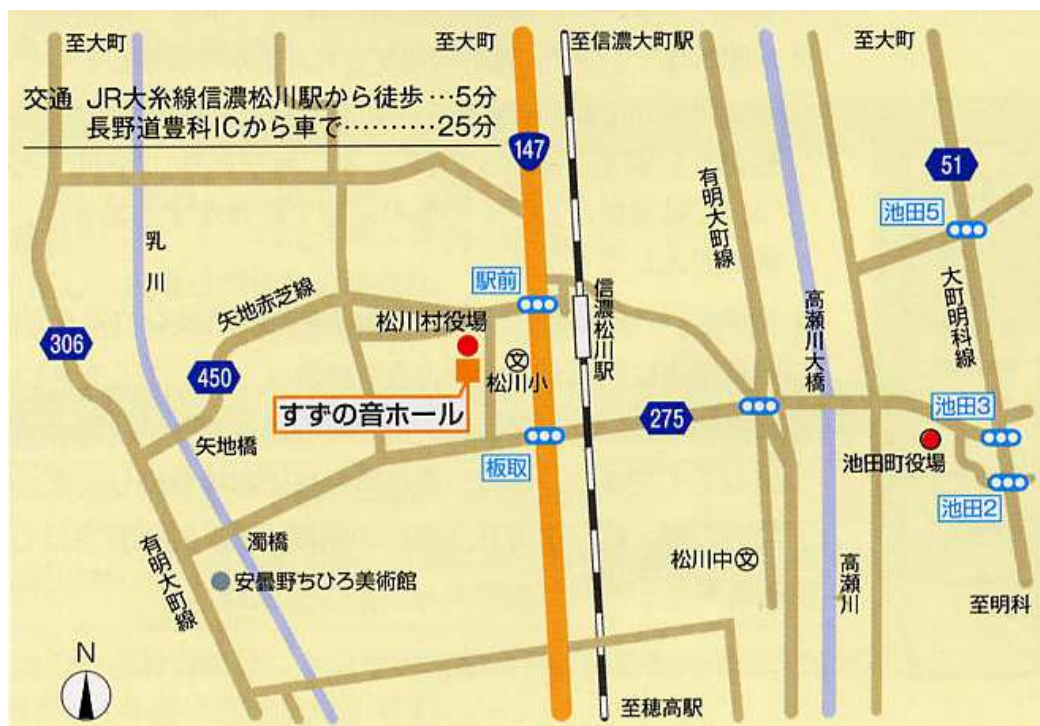 至大町
至大町
至信濃大町駅
至大町
交通 JR大糸線信濃松川駅から徒歩…5分
長野道豊科ICから車で…………25分
147
51
有明大町線
池田5
乳川
駅前
矢地赤芝線
松川村役場
信濃松川駅
高瀬川大橋
大町明科線
306
450
文
松川小
すずの音ホール
275
池田3
矢地橋
板取
池田町役場
池田2
濁橋
有明大町線
安曇野ちひろ美術館
松川中文
高瀬川
至明科
N
至穂高駅